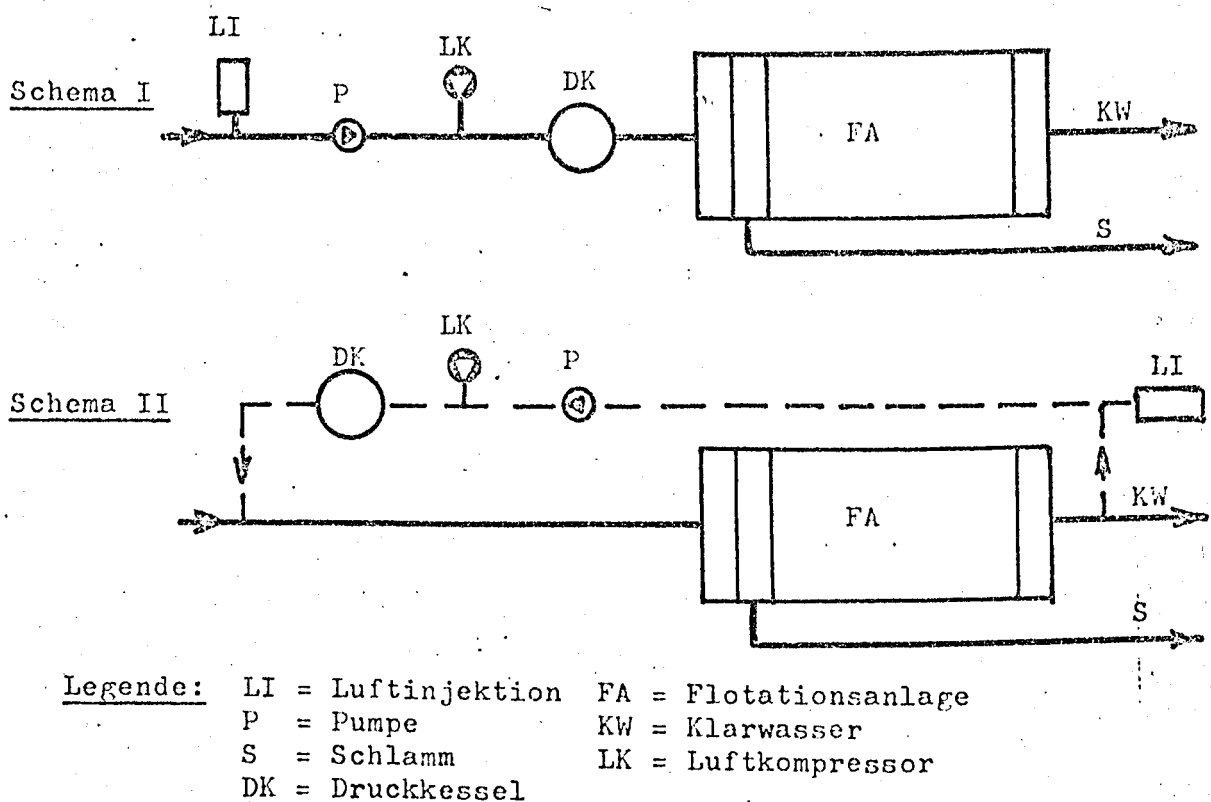 LI
LK
Schema I
P
DK
FA
KW
S
LK
DK
P
LI
Schema II
KW
FA
S
Legende: LI = Luftinjektion FA = Flotationsanlage
P = Pumpe KW = Klarwasser
S = Schlamm LK = Luftkompressor
DK = Druckkessel